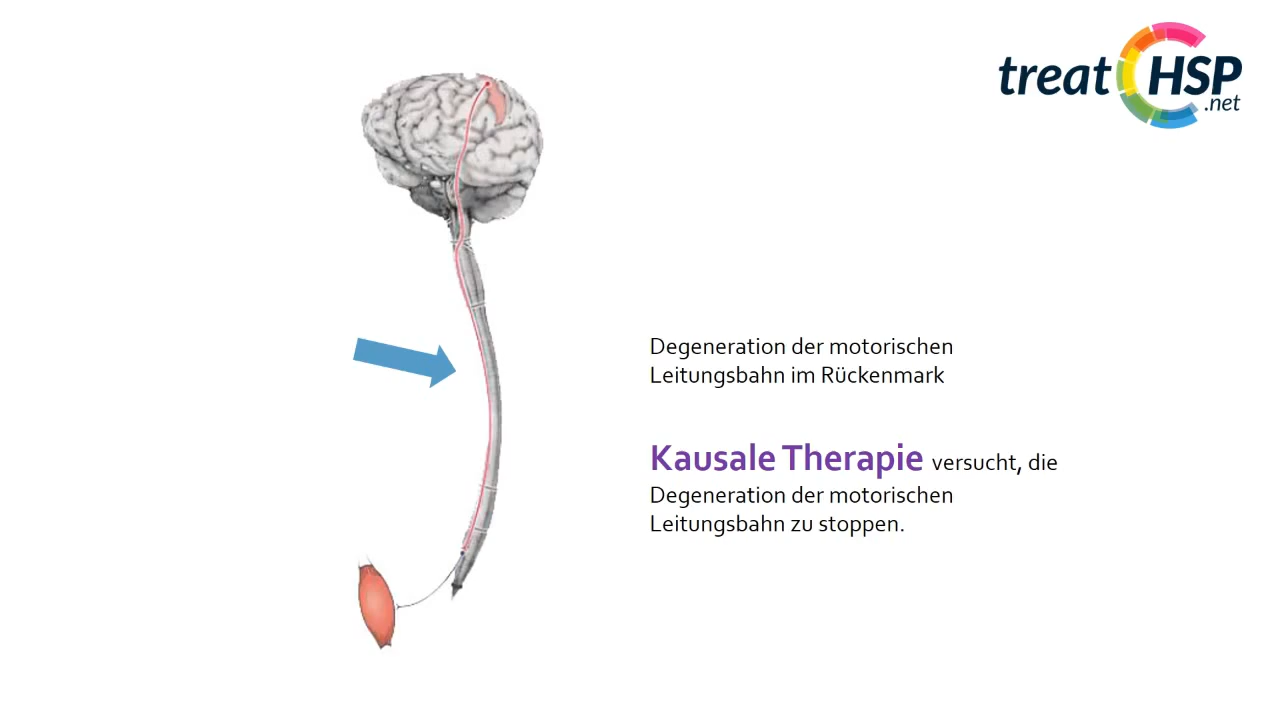 treat HSP
.net
Degeneration der motorischen
Leitungsbahn im Rückenmark
Kausale Therapie versucht, die
Degeneration der motorischen
Leitungsbahn zu stoppen.